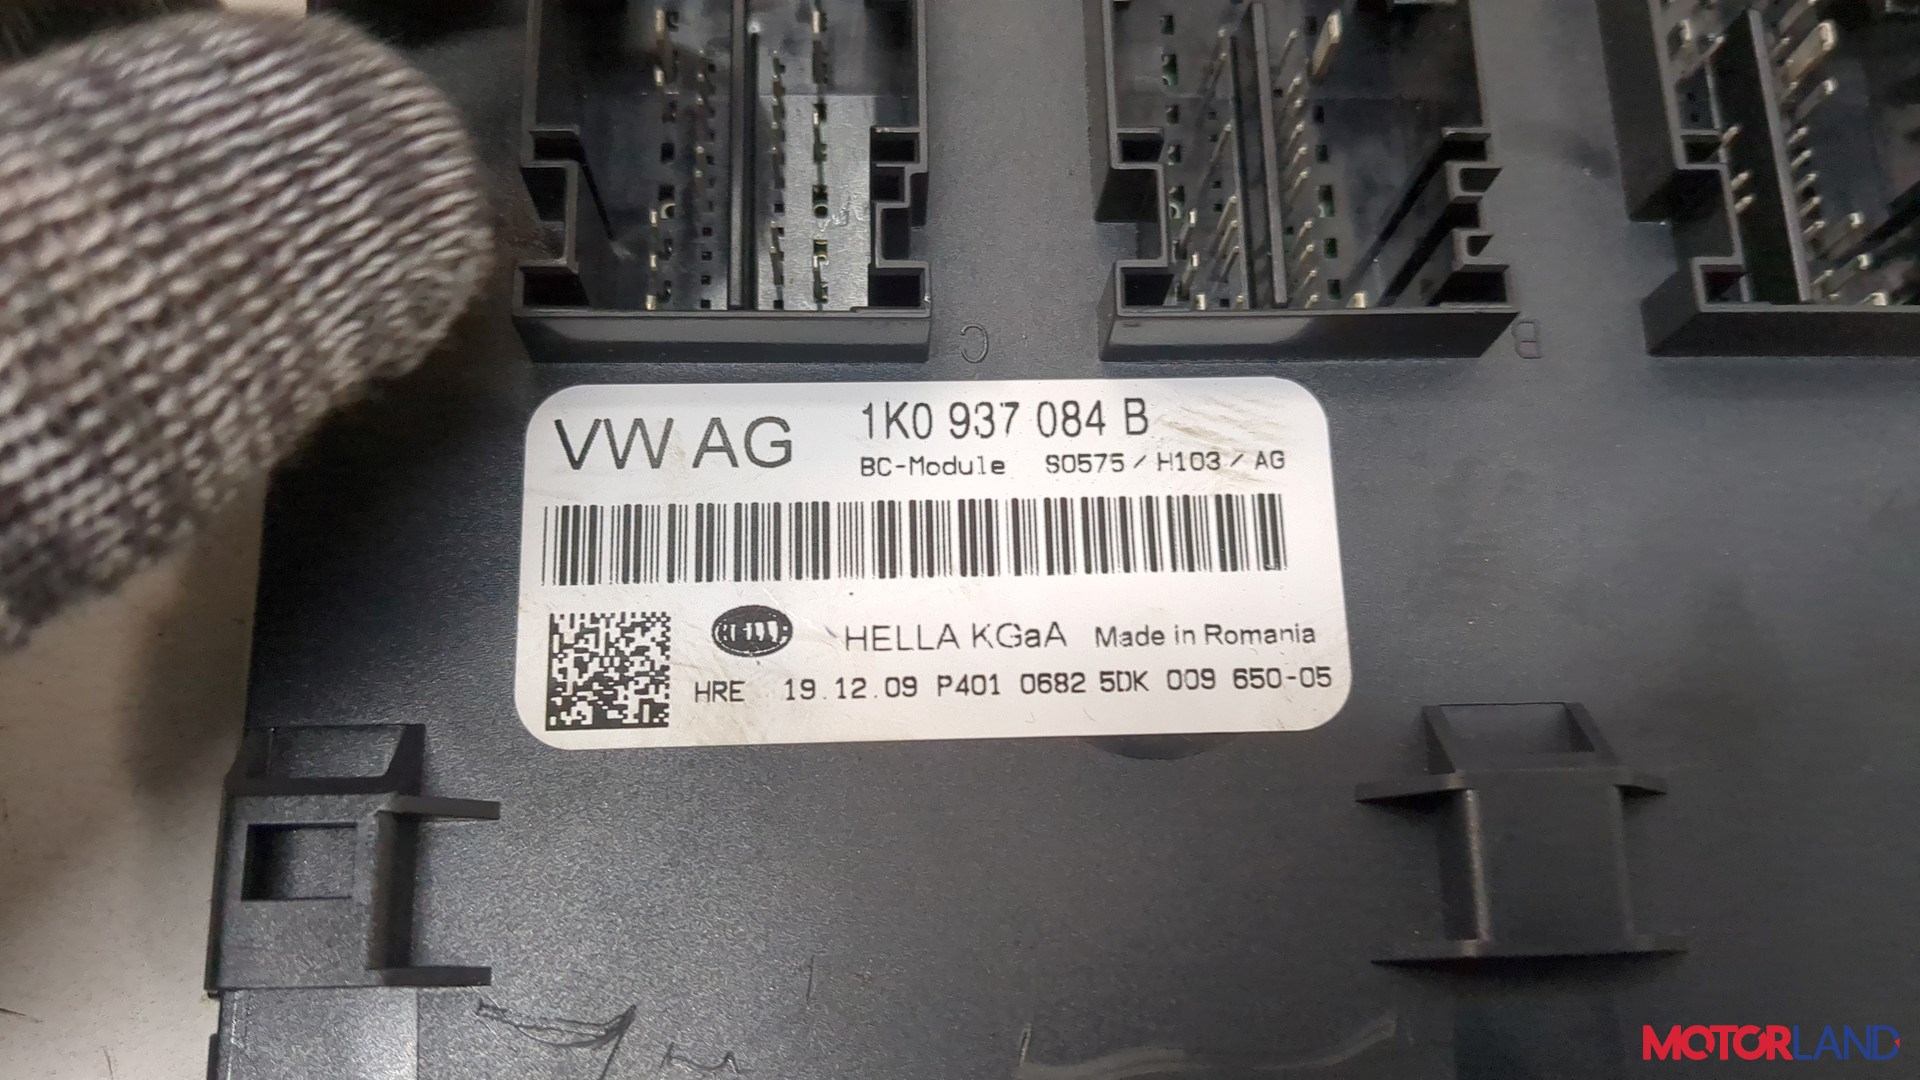 C
B
VW AG
1K0 937 084 B
BC-Module S0575 / H103 / AG
HELLA
HELLA KGaA Made in Romania
HRE 19.12.09 P401 0682 5DK 009 650-05
MOTORLAND